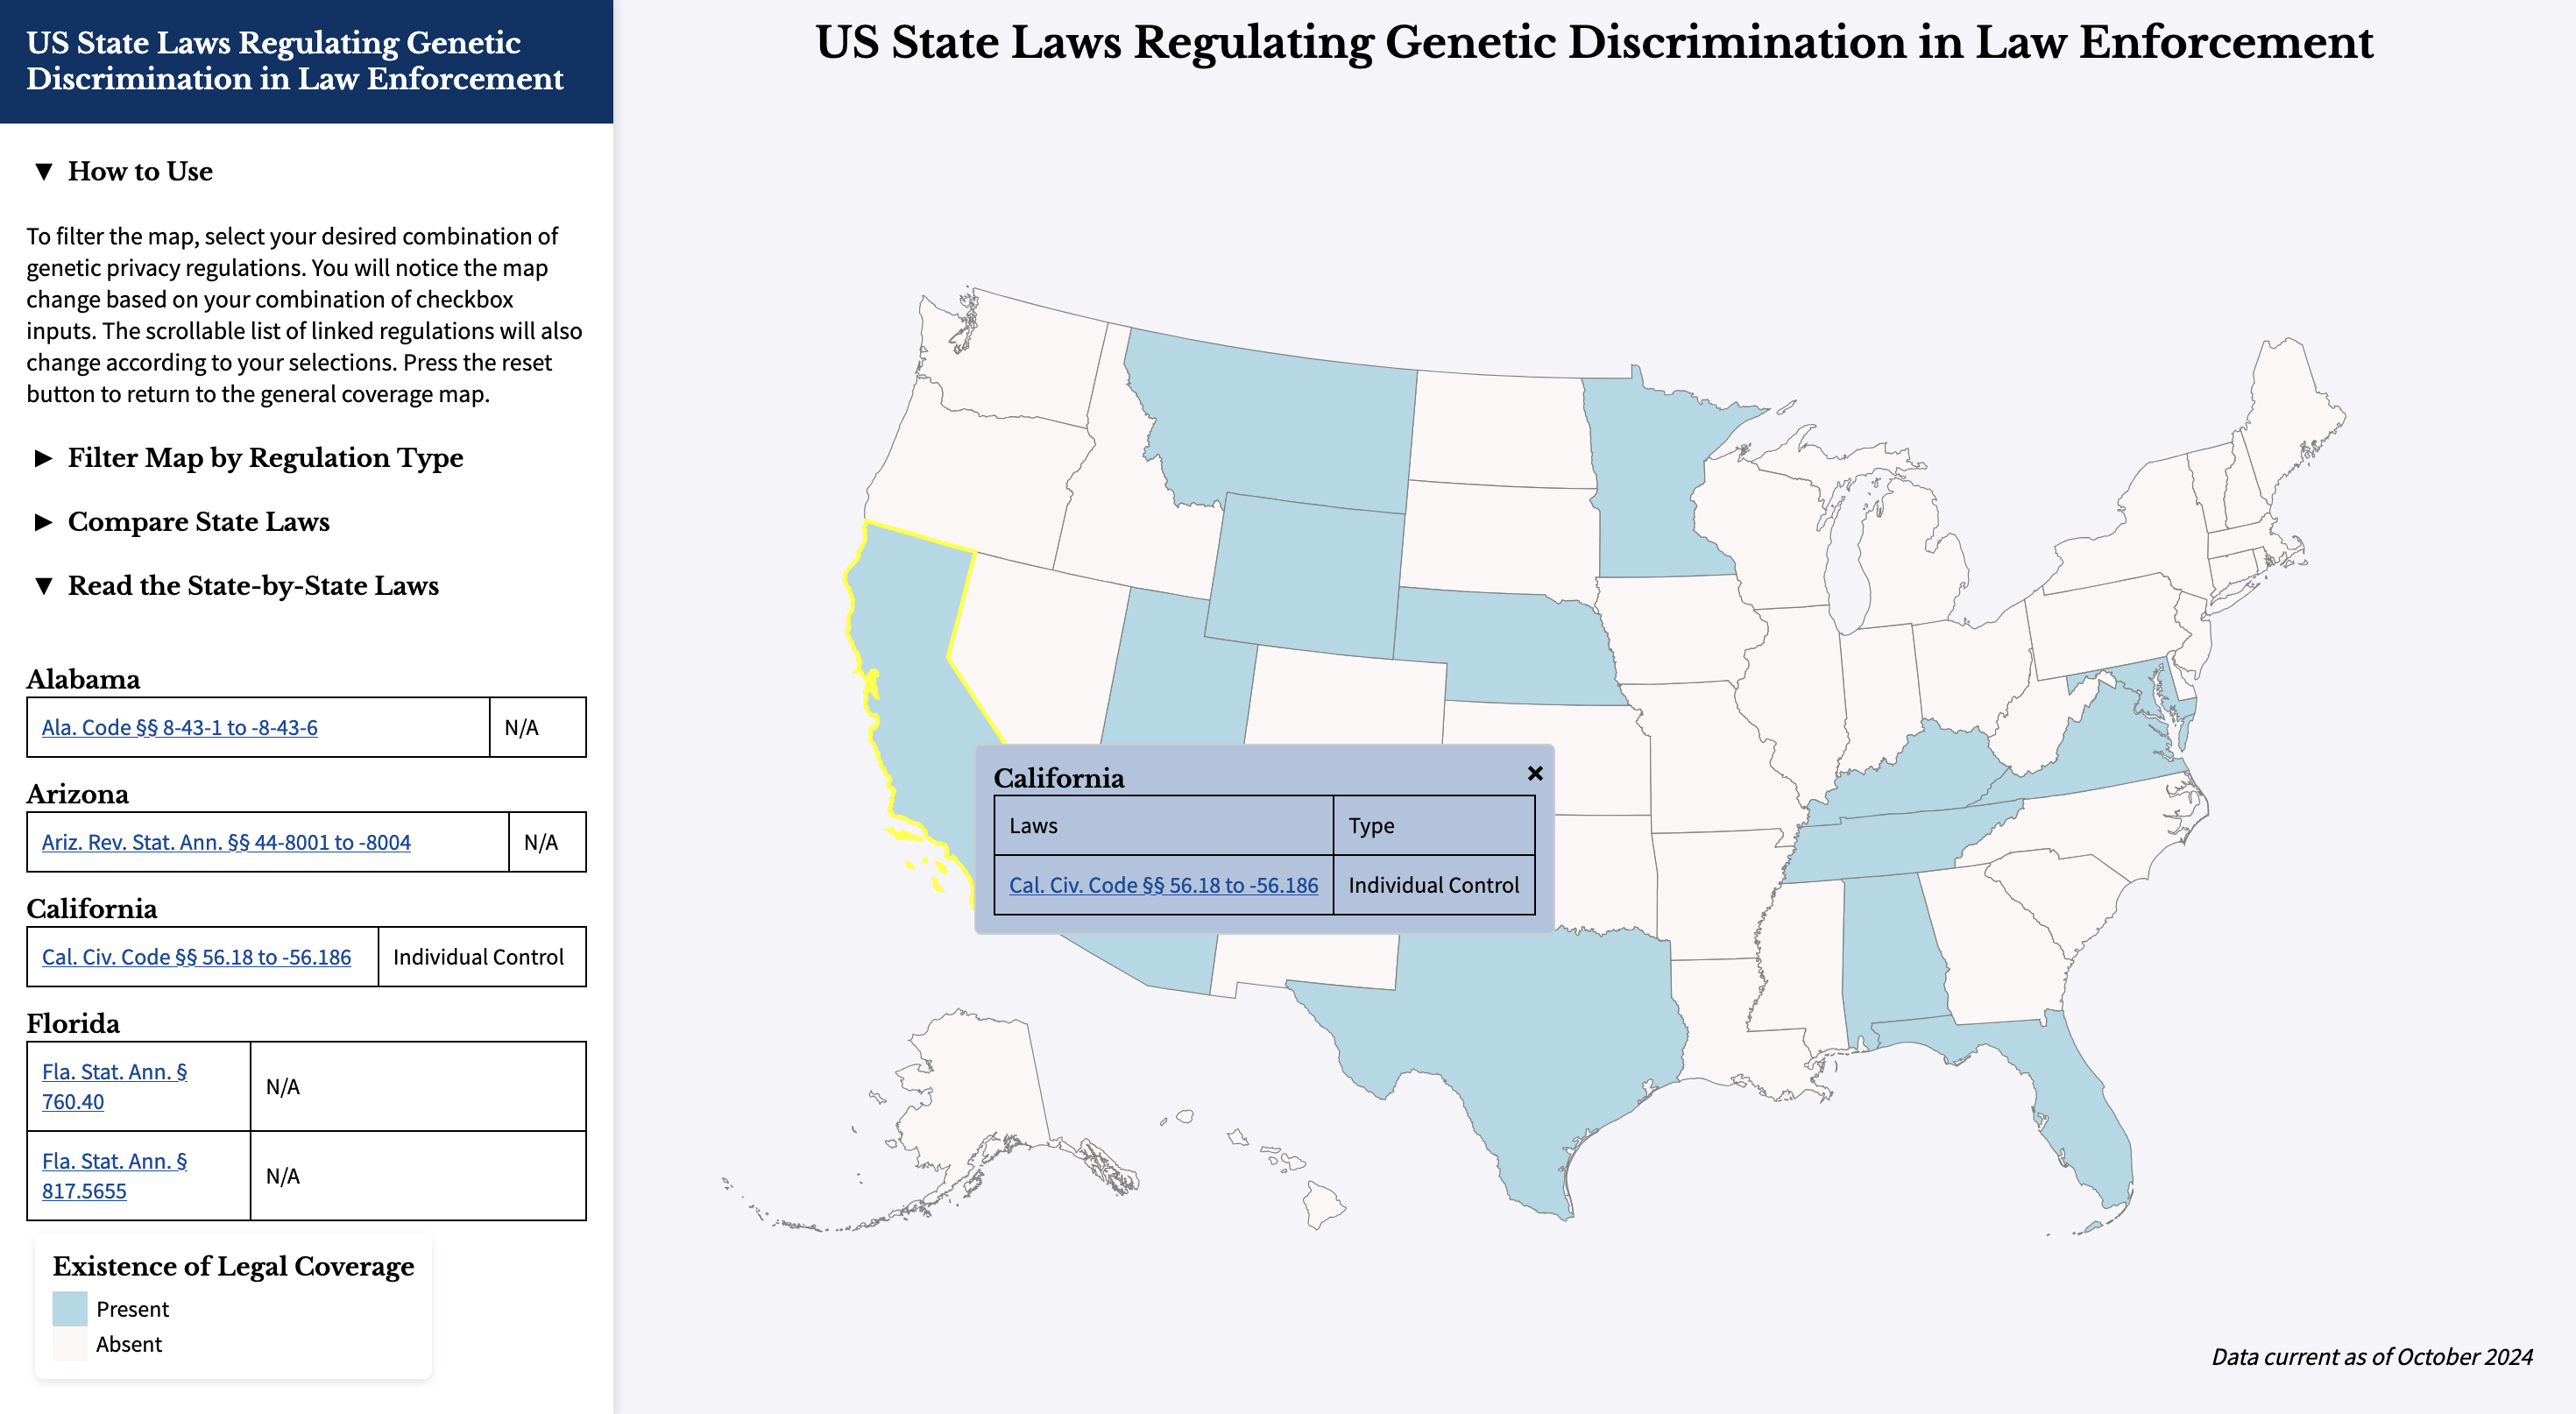 US State Laws Regulating Genetic
Discrimination in Law Enforcement
▼ How to Use
To filter the map, select your desired combination of
genetic privacy regulations. You will notice the map
change based on your combination of checkbox
inputs. The scrollable list of linked regulations will also
change according to your selections. Press the reset
button to return to the general coverage map.
► Filter Map by Regulation Type
► Compare State Laws
▼ Read the State-by-State Laws
Alabama
Ala. Code §§ 8-43-1 to -8-43-6 N/A
Arizona
Ariz. Rev. Stat. Ann. §§ 44-8001 to -8004 N/A
California
Cal. Civ. Code §§ 56.18 to -56.186 Individual Control
Florida
Fla. Stat. Ann. §
760.40
N/A
Fla. Stat. Ann. §
817.5655
N/A
Existence of Legal Coverage
Present
Absent
US State Laws Regulating Genetic Discrimination in Law Enforcement
California ×
Laws Type
Cal. Civ. Code §§ 56.18 to -56.186 Individual Control
Data current as of October 2024